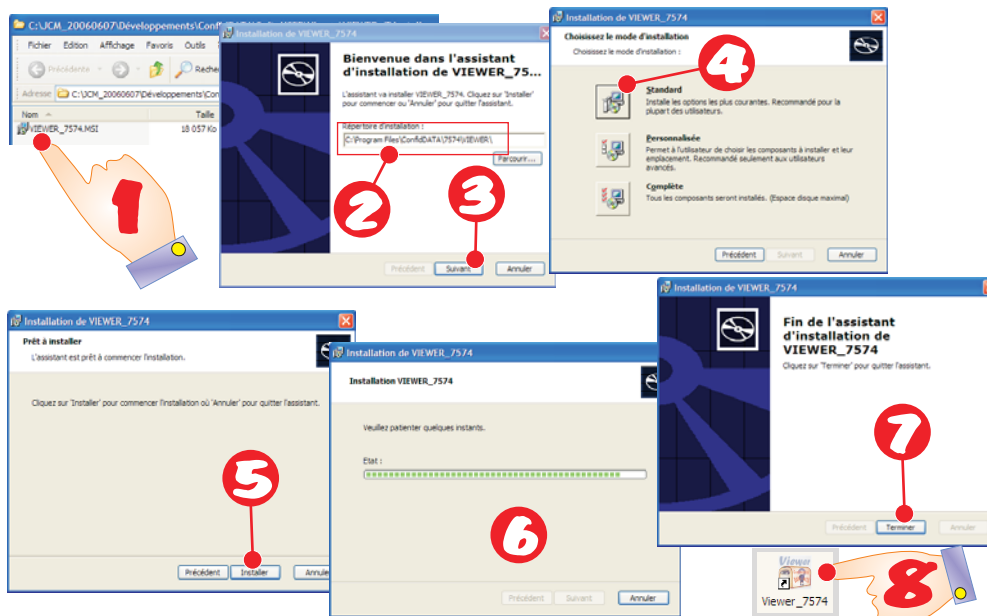 C:\JCM_20060607\Développements\Conf
Fichier Edition Affichage Favoris Outils
Précédente
Reche
Adresse C:\JCM_20060607\Développements\Con
Nom Taille
VIEWER_7574.MSI 18 057 Ko
1
Installation de VIEWER_7574
Bienvenue dans l'assistant
d'installation de VIEWER_75...
L'assistant va installer VIEWER_7574. Cliquez sur 'Installer'
pour commencer ou 'Annuler' pour quitter l'assistant.
Répertoire d'installation :
C:\Program Files\ConfidDATA\7574\VIEWER\
Parcourir...
2
3
Précédent Suivant Annuler
Installation de VIEWER_7574
Choisissez le mode d'installation
Choisissez le mode d'installation :
4
Standard
Installe les options les plus courantes. Recommandé pour la
plupart des utilisateurs.
Personnalisée
Permet à l'utilisateur de choisir les composants à installer et leur
emplacement. Recommandé seulement aux utilisateurs
avancés.
Complète
Tous les composants seront installés. (Espace disque maximal)
Précédent Suivant Annuler
Installation de VIEWER_7574
Prêt à installer
L'assistant est prêt à commencer l'installation.
Cliquez sur 'Installer' pour commencer l'installation où 'Annuler' pour quitter l'assistant.
5
Précédent Installer Annule
Installation de VIEWER_7574
Installation VIEWER_7574
Veuillez patienter quelques instants.
Etat :
6
Précédent Suivant Annuler
Installation de VIEWER_7574
Fin de l'assistant
d'installation de
VIEWER_7574
Cliquez sur 'Terminer' pour quitter l'assistant.
7
Précédent Terminer Annuler
Viewer
Viewer_7574
8